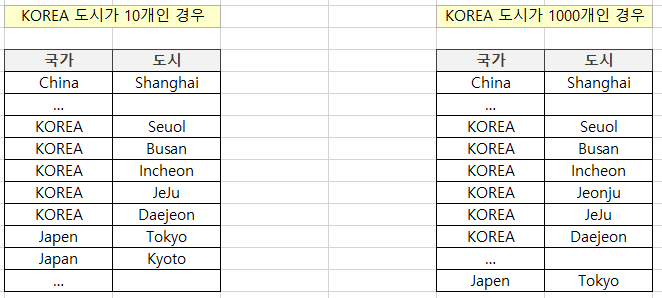 KOREA 도시가 10개인 경우
국가 도시
China Shanghai
...
KOREA Seuol
KOREA Busan
KOREA Incheon
KOREA JeJu
KOREA Daejeon
Japen Tokyo
Japan Kyoto
...
KOREA 도시가 1000개인 경우
국가 도시
China Shanghai
...
KOREA Seuol
KOREA Busan
KOREA Incheon
KOREA Jeonju
KOREA JeJu
KOREA Daejeon
...
Japen Tokyo